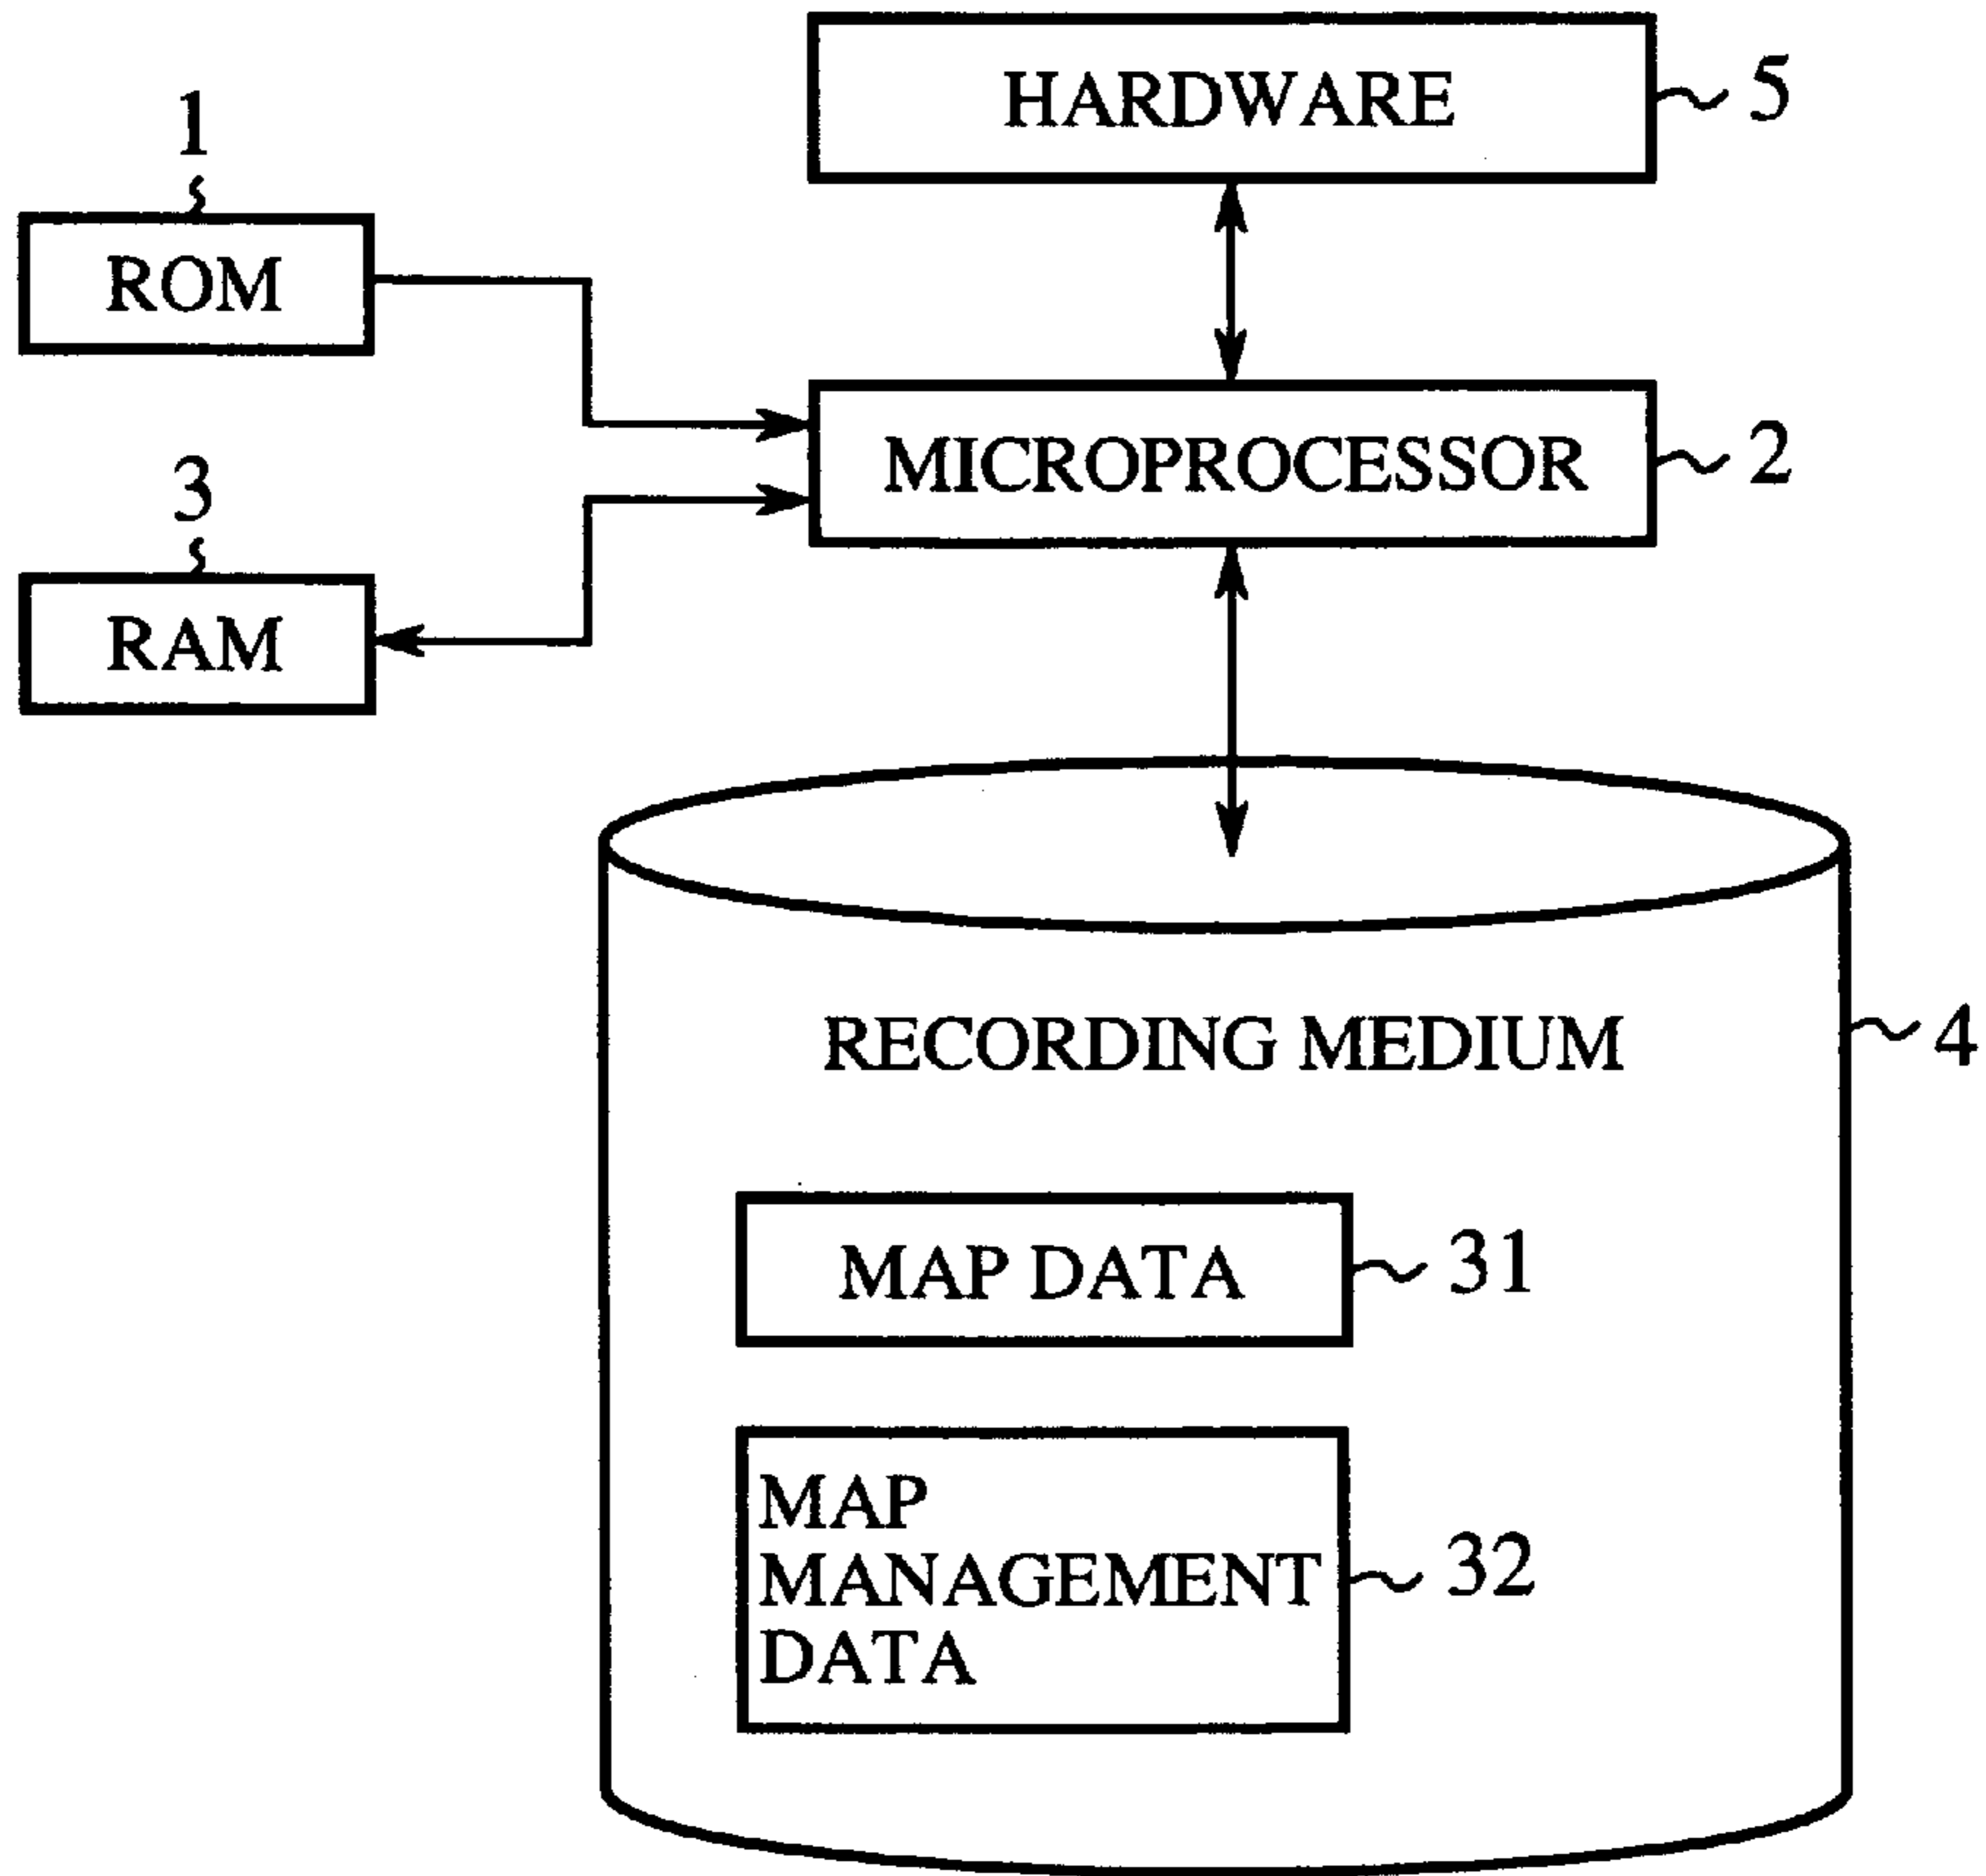 HARDWARE
5
1
ROM
MICROPROCESSOR
2
3
RAM
RECORDING MEDIUM
4
MAP DATA
31
MAP
MANAGEMENT
DATA
32